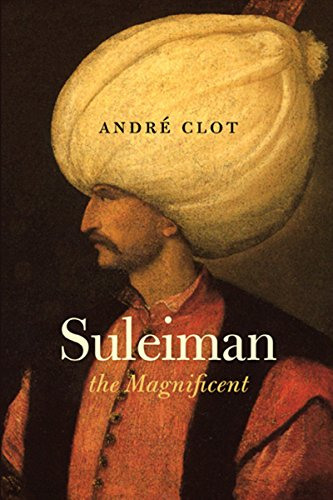 ANDRÉ CLOT
Suleiman
the Magnificent